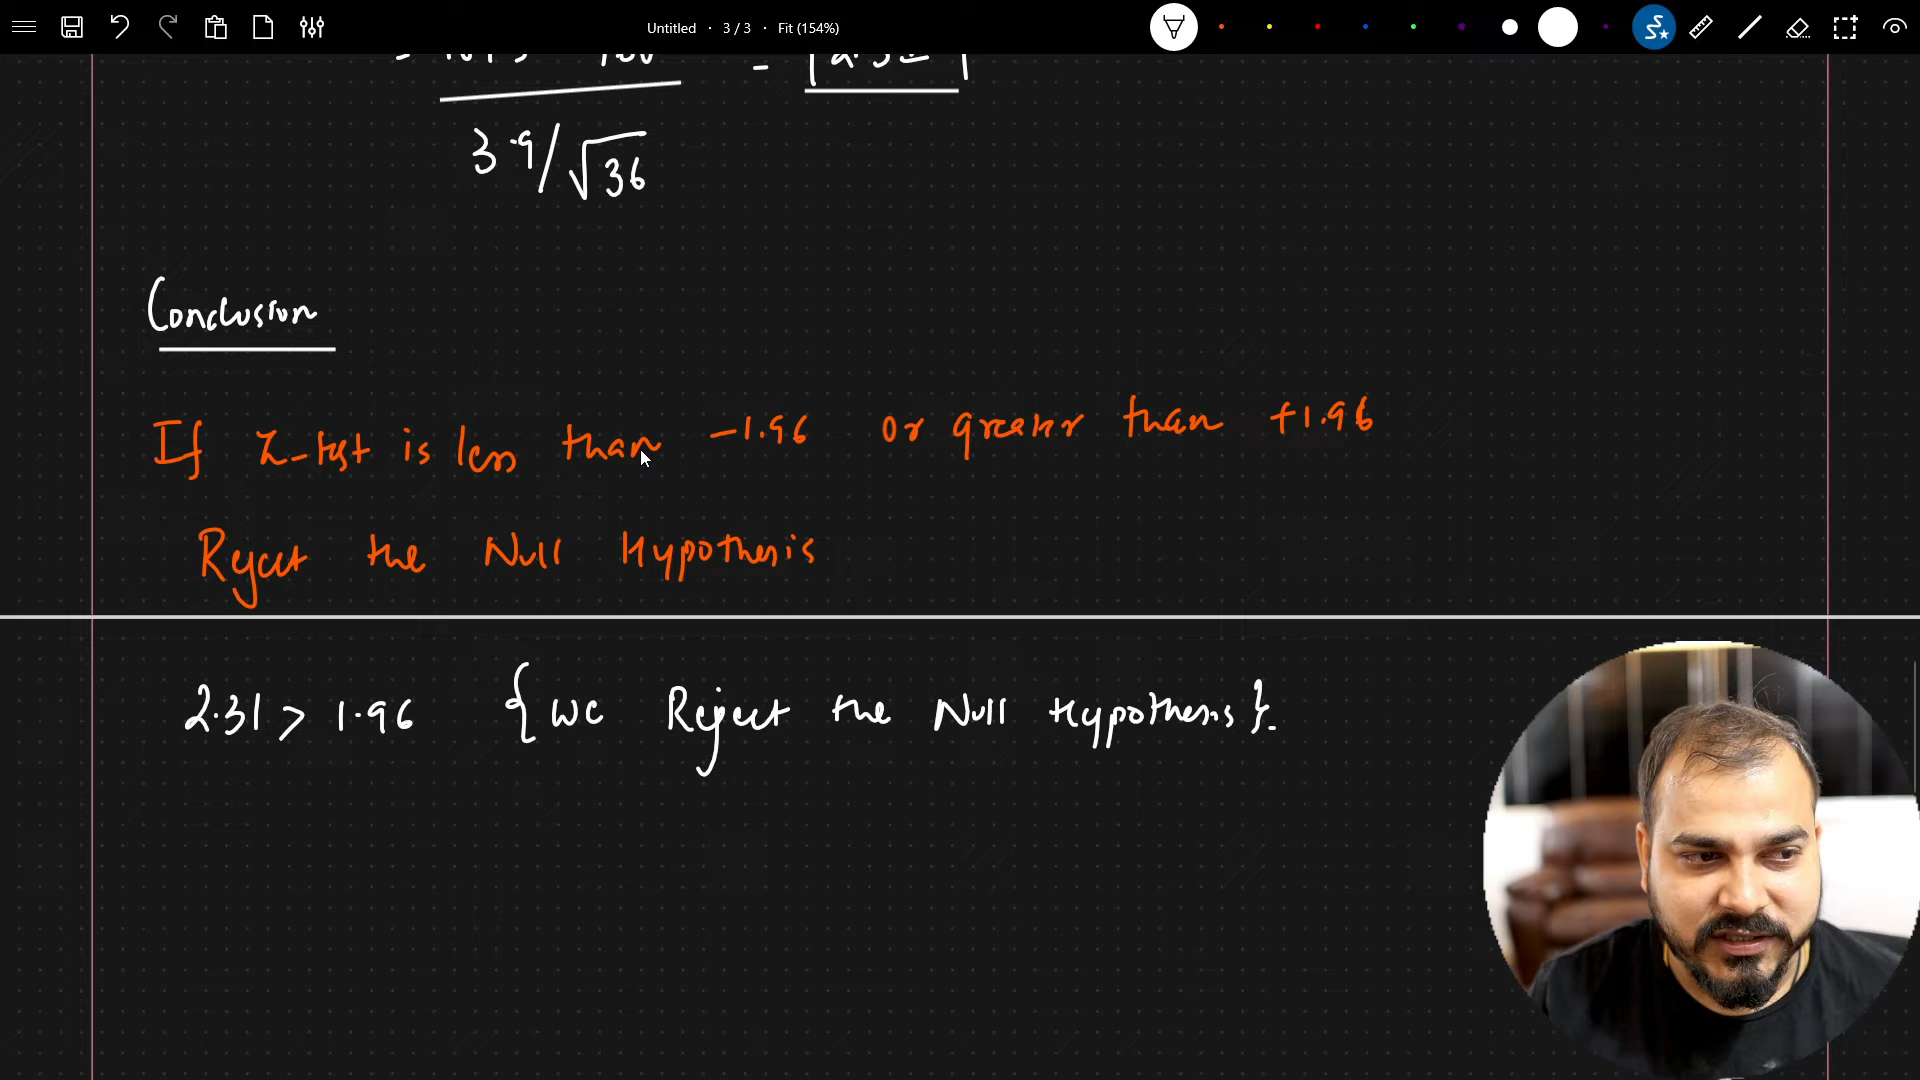 Untitled · 3 / 3 · Fit (154%)
3.9/√36
Conclusion
If Z-test is less than -1.96 or greater than +1.96
Reject the Null Hypothesis
2.31 > 1.96 {We Reject the Null Hypothesis}.